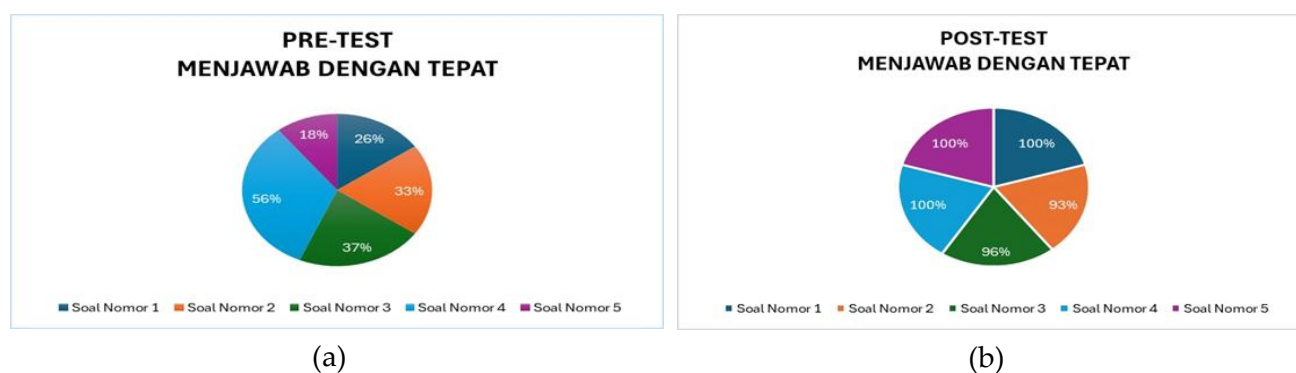 PRE-TEST
MENJAWAB DENGAN TEPAT
18%
26%
56%
33%
37%
Soal Nomor 1 Soal Nomor 2 Soal Nomor 3 Soal Nomor 4 Soal Nomor 5
(a)
POST-TEST
MENJAWAB DENGAN TEPAT
100%
100%
100%
93%
96%
Soal Nomor 1 Soal Nomor 2 Soal Nomor 3 Soal Nomor 4 Soal Nomor 5
(b)